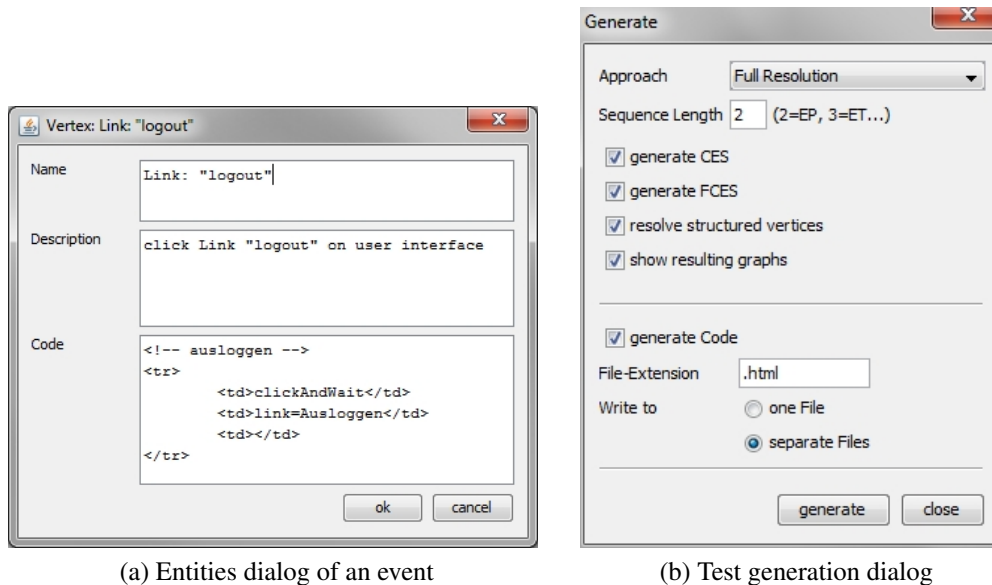 Vertex: Link: "logout"
Name
Link: "logout"
Description
click Link "logout" on user interface
Code
<!-- ausloggen -->
<tr>
<td>clickAndWait</td>
<td>link=Ausloggen</td>
<td></td>
</tr>
ok
cancel
(a) Entities dialog of an event
Generate
Approach
Full Resolution
Sequence Length 2 (2=EP, 3=ET...)
generate CES
generate FCES
resolve structured vertices
show resulting graphs
generate Code
File-Extension .html
Write to
one File
separate Files
generate
close
(b) Test generation dialog